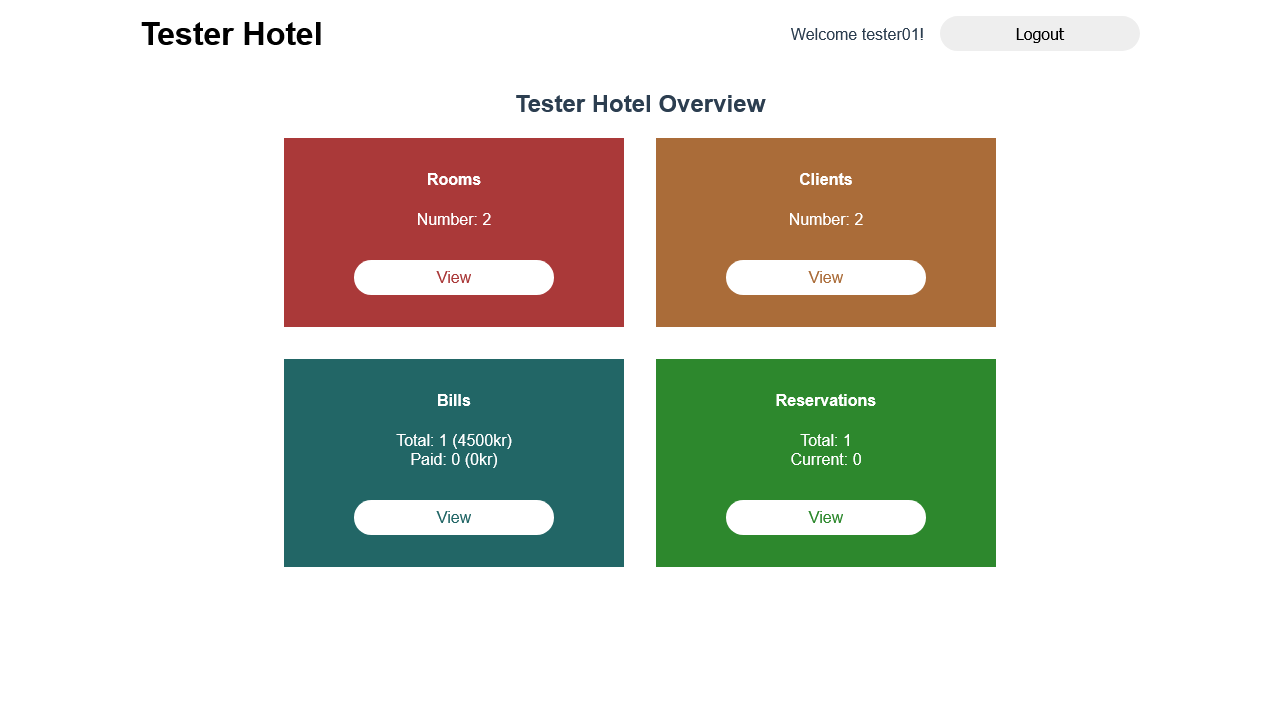 Tester Hotel
Welcome tester01!
Logout
Tester Hotel Overview
Rooms
Number: 2
View
Clients
Number: 2
View
Bills
Total: 1 (4500kr)
Paid: 0 (0kr)
View
Reservations
Total: 1
Current: 0
View